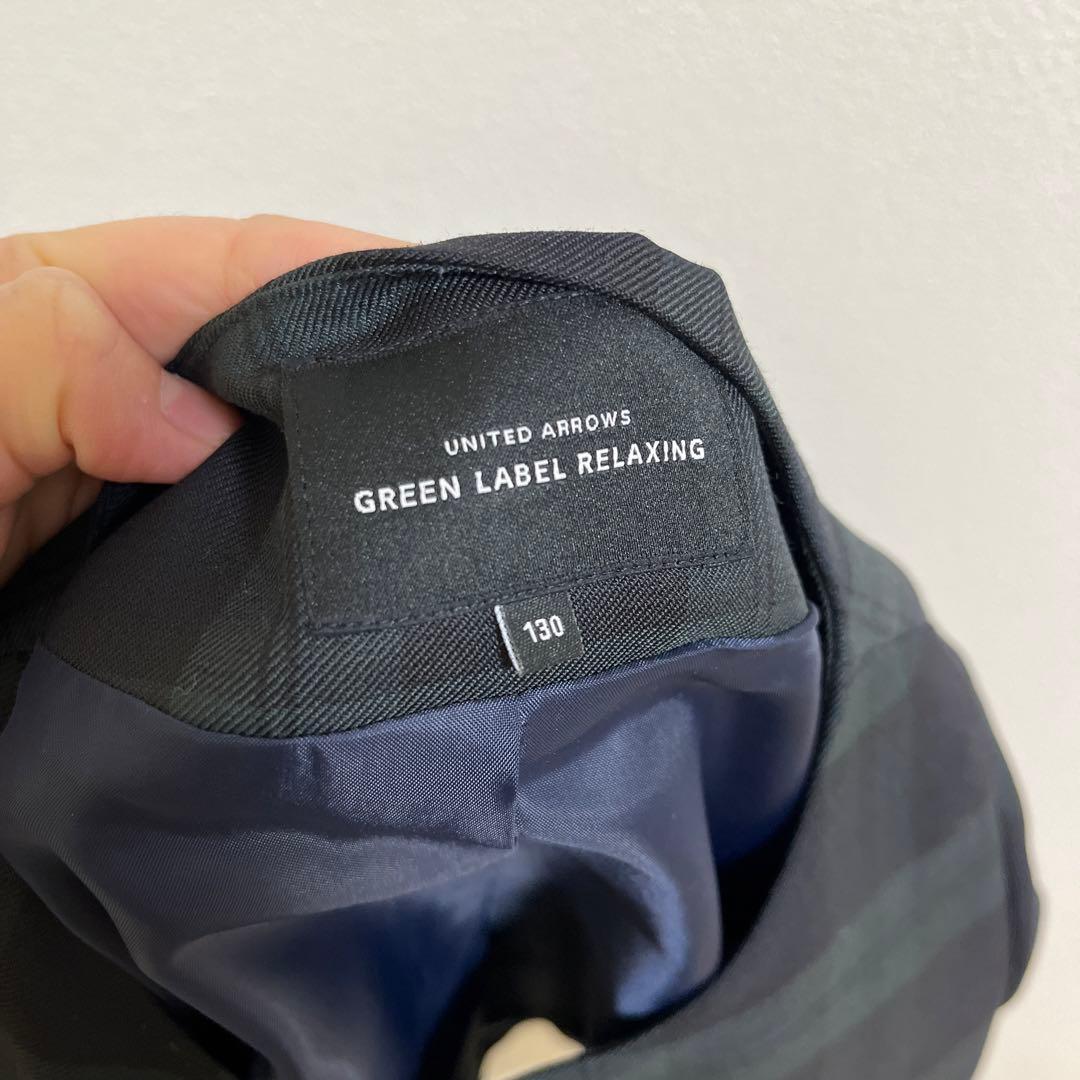 UNITED ARROWS
GREEN LABEL RELAXING
130